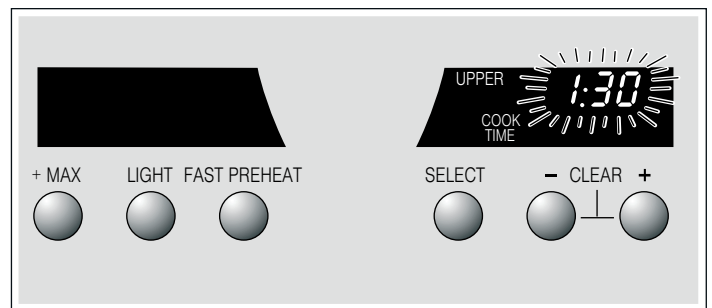 UPPER 1:30
COOK
TIME
+ MAX LIGHT FAST PREHEAT SELECT - CLEAR +